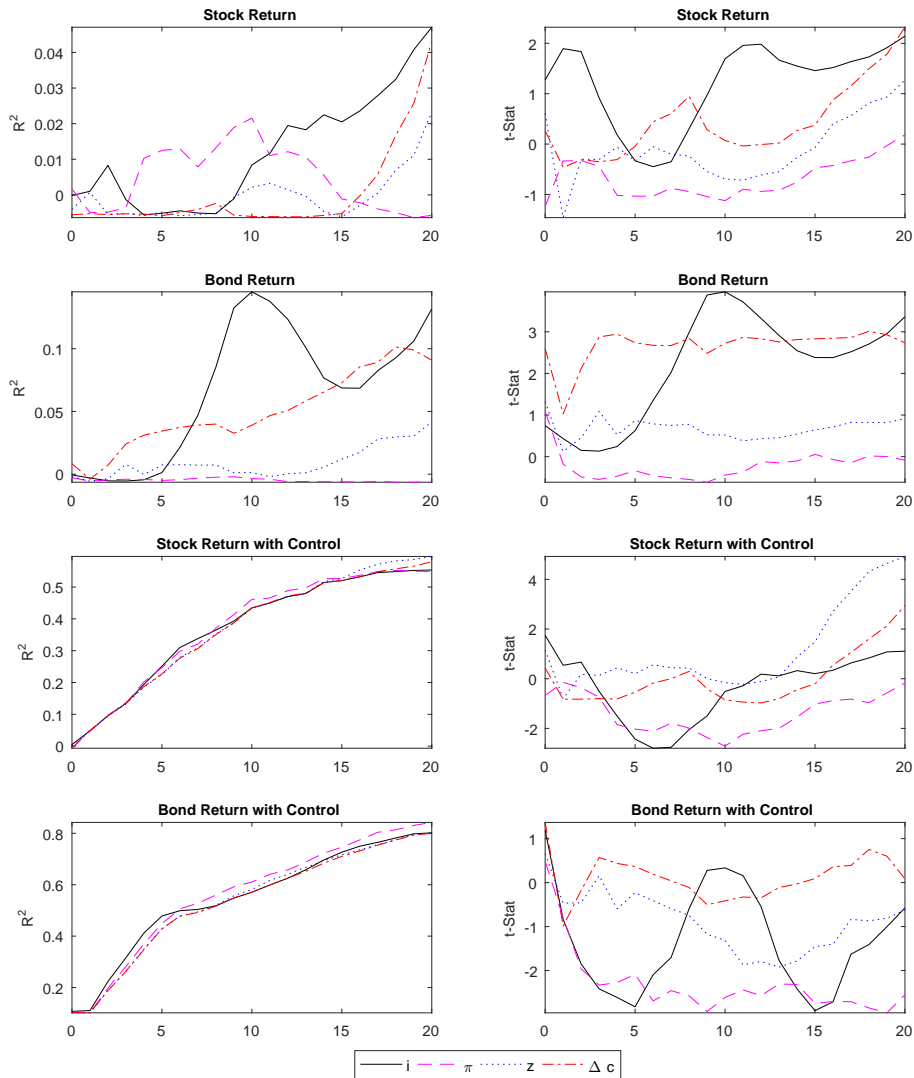 Stock Return
R²
0.04
0.03
0.02
0.01
0
0 5 10 15 20
Stock Return
t-Stat
2
1
0
-1
0 5 10 15 20
Bond Return
R²
0.1
0.05
0
0 5 10 15 20
Bond Return
t-Stat
3
2
1
0
0 5 10 15 20
Stock Return with Control
R²
0.5
0.4
0.3
0.2
0.1
0
0 5 10 15 20
Stock Return with Control
t-Stat
4
2
0
-2
0 5 10 15 20
Bond Return with Control
R²
0.8
0.6
0.4
0.2
0 5 10 15 20
Bond Return with Control
t-Stat
1
0
-1
-2
0 5 10 15 20
i π z Δ c